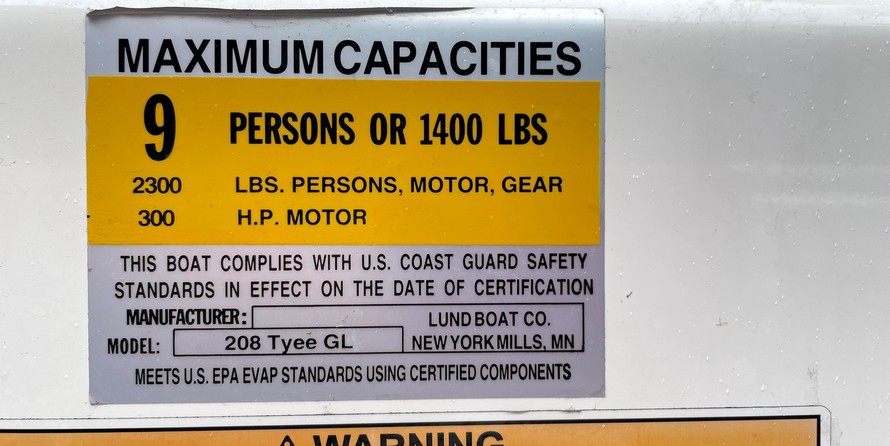 MAXIMUM CAPACITIES
9 PERSONS OR 1400 LBS
2300 LBS. PERSONS, MOTOR, GEAR
300 H.P. MOTOR
THIS BOAT COMPLIES WITH U.S. COAST GUARD SAFETY
STANDARDS IN EFFECT ON THE DATE OF CERTIFICATION
MANUFACTURER: LUND BOAT CO.
MODEL: 208 Tyee GL NEW YORK MILLS, MN
MEETS U.S. EPA EVAP STANDARDS USING CERTIFIED COMPONENTS
WARNING